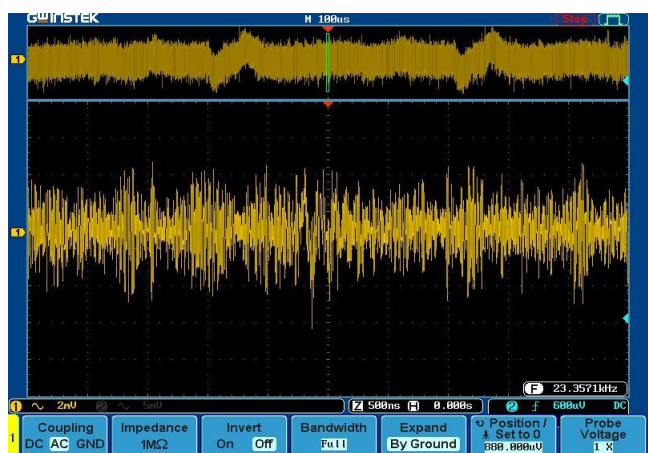 GWINSTEK M 100us Stop
1
1
F 23.3571kHz
1 2mV 2 5mV Z 500ns H 0.000s 2 600uV DC
Coupling Impedance Invert Bandwidth Expand Position / Probe
1 DC AC GND 1MΩ On Off Full By Ground Set to 0 Voltage
880.000uV 1 X